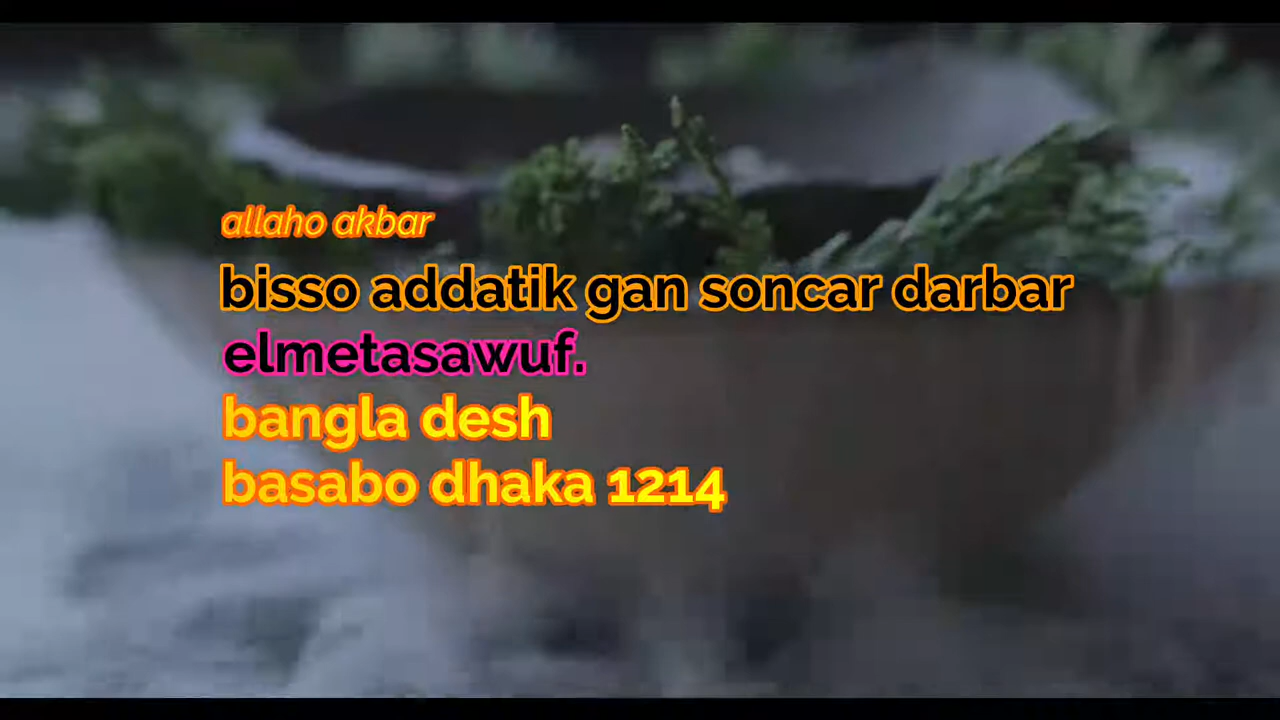 allaho akbar
bisso addatik gan soncar darbar
elmetasawuf.
bangla desh
basabo dhaka 1214